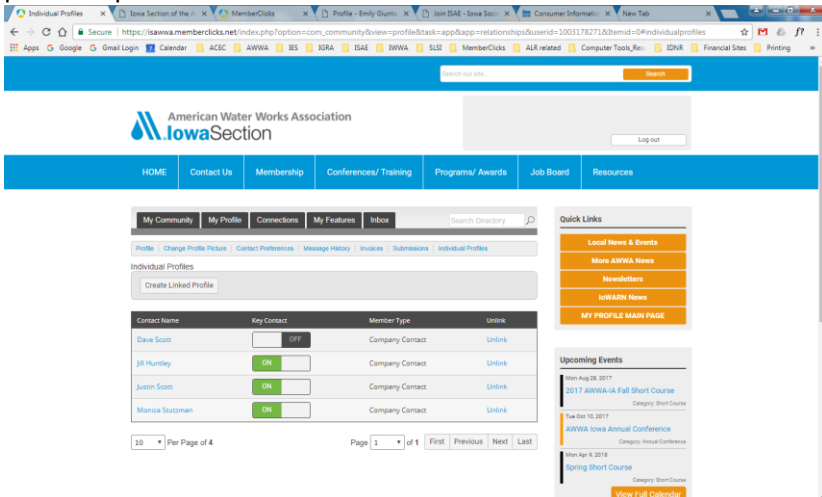 Individual Profiles
Iowa Section of the A
MemberClicks
Profile - Emily Giunta
Join ISAE - Iowa Socie
Consumer Information
New Tab
Secure | https://isawwa.memberclicks.net/index.php?option=com_community&view=profile&task=app&app=relationships&userid=1003178271&Itemid=0#individualprofiles
Apps Google Gmail Login Calendar ACEC AWWA IES IGRA ISAE IWWA SLSI MemberClicks ALR related Computer Tools_Res IDNR Financial Sites Printing »
Search our site... Search
American Water Works Association
IowaSection
Log out
HOME Contact Us Membership Conferences/ Training Programs/ Awards Job Board Resources
My Community My Profile Connections My Features Inbox Search Directory
Profile | Change Profile Picture | Contact Preferences | Message History | Invoices | Submissions | Individual Profiles
Individual Profiles
Create Linked Profile
Contact Name Key Contact Member Type Unlink
Dave Scott OFF Company Contact Unlink
Jill Huntley ON Company Contact Unlink
Justin Scott ON Company Contact Unlink
Monica Stutzman ON Company Contact Unlink
10 Per Page of 4 Page 1 of 1 First Previous Next Last
Quick Links
Local News & Events
More AWWA News
Newsletters
IoWARN News
MY PROFILE MAIN PAGE
Upcoming Events
Mon Aug 28, 2017
2017 AWWA-IA Fall Short Course
Category: Short Course
Tue Oct 10, 2017
AWWA Iowa Annual Conference
Category: Annual Conference
Mon Apr 9, 2018
Spring Short Course
Category: Short Course
View Full Calendar